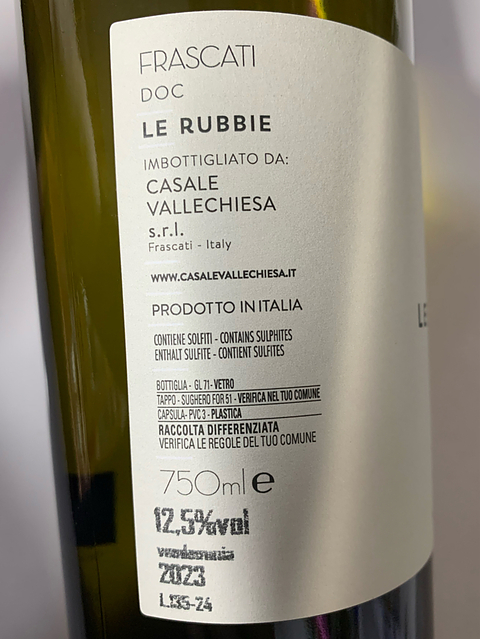 FRASCATI
DOC
LE RUBBIE
IMBOTTIGLIATO DA:
CASALE
VALLECHIESA
s.r.l.
Frascati - Italy
WWW.CASALEVALLECHIESA.IT
PRODOTTO IN ITALIA
CONTIENE SOLFITI - CONTAINS SULPHITES
ENTHALT SULFITE - CONTIENT SULFITES
BOTTIGLIA - GL 71 - VETRO
TAPPO - SUGHERO FOR 51 - VERIFICA NEL TUO COMUNE
CAPSULA - PVC 3 - PLASTICA
RACCOLTA DIFFERENZIATA
VERIFICA LE REGOLE DEL TUO COMUNE
750ml e
12,5%vol
vendemmia
2023
LE